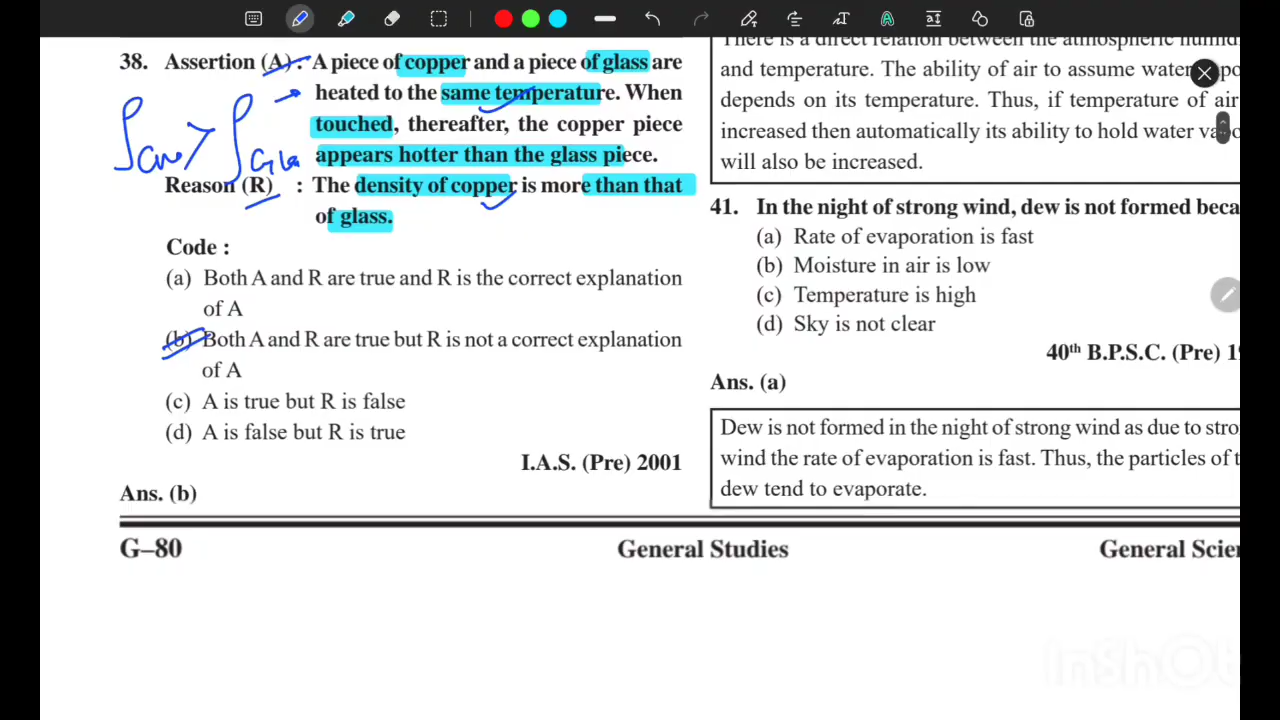 38. Assertion (A) : A piece of copper and a piece of glass are
heated to the same temperature. When
touched, thereafter, the copper piece
appears hotter than the glass piece.
Reason (R) : The density of copper is more than that
of glass.
Code :
(a) Both A and R are true and R is the correct explanation
of A
(b) Both A and R are true but R is not a correct explanation
of A
(c) A is true but R is false
(d) A is false but R is true
I.A.S. (Pre) 2001
Ans. (b)
There is a direct relation between the atmospheric
and temperature. The ability of air to assume
depends on its temperature. Thus, if temperature of air
increased then automatically its ability to hold water
will also be increased.
41. In the night of strong wind, dew is not formed
(a) Rate of evaporation is fast
(b) Moisture in air is low
(c) Temperature is high
(d) Sky is not clear
40th B.P.S.C. (Pre)
Ans. (a)
Dew is not formed in the night of strong wind as due to
wind the rate of evaporation is fast. Thus, the particles of
dew tend to evaporate.
G–80
General Studies
General
InShOt